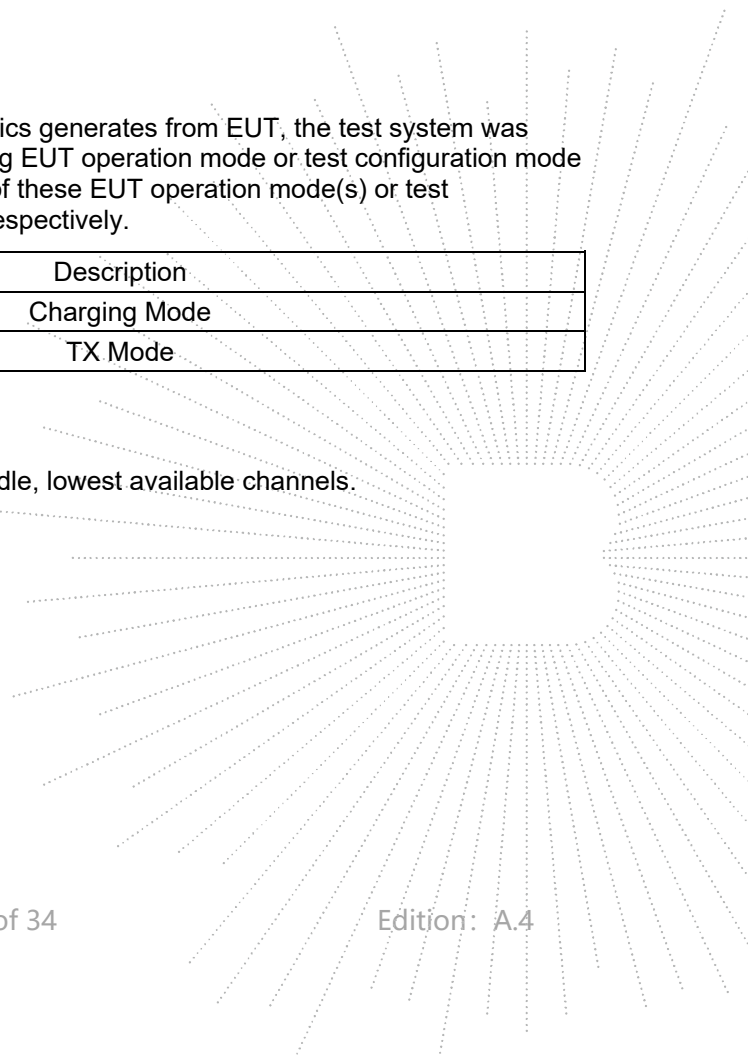 ics generates from EUT, the test system was
g EUT operation mode or test configuration mode
of these EUT operation mode(s) or test
espectively.
Description
Charging Mode
TX Mode
dle, lowest available channels.
of 34 Edition: A.4